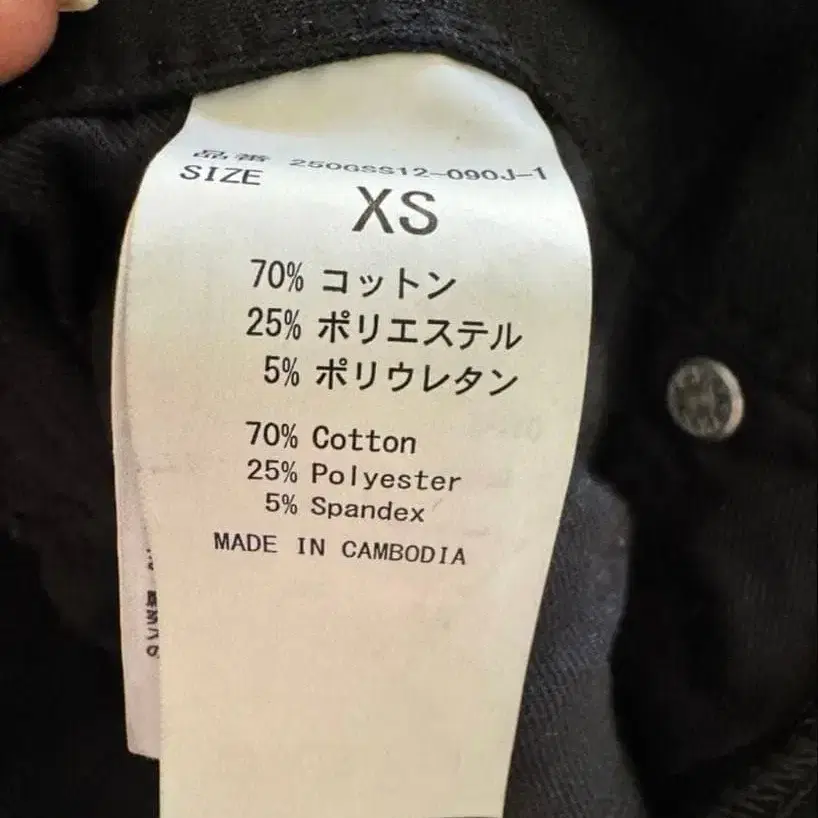 品番 250GSS12-090J-1
SIZE
XS
70% コットン
25% ポリエステル
5% ポリウレタン
70% Cotton
25% Polyester
5% Spandex
MADE IN CAMBODIA